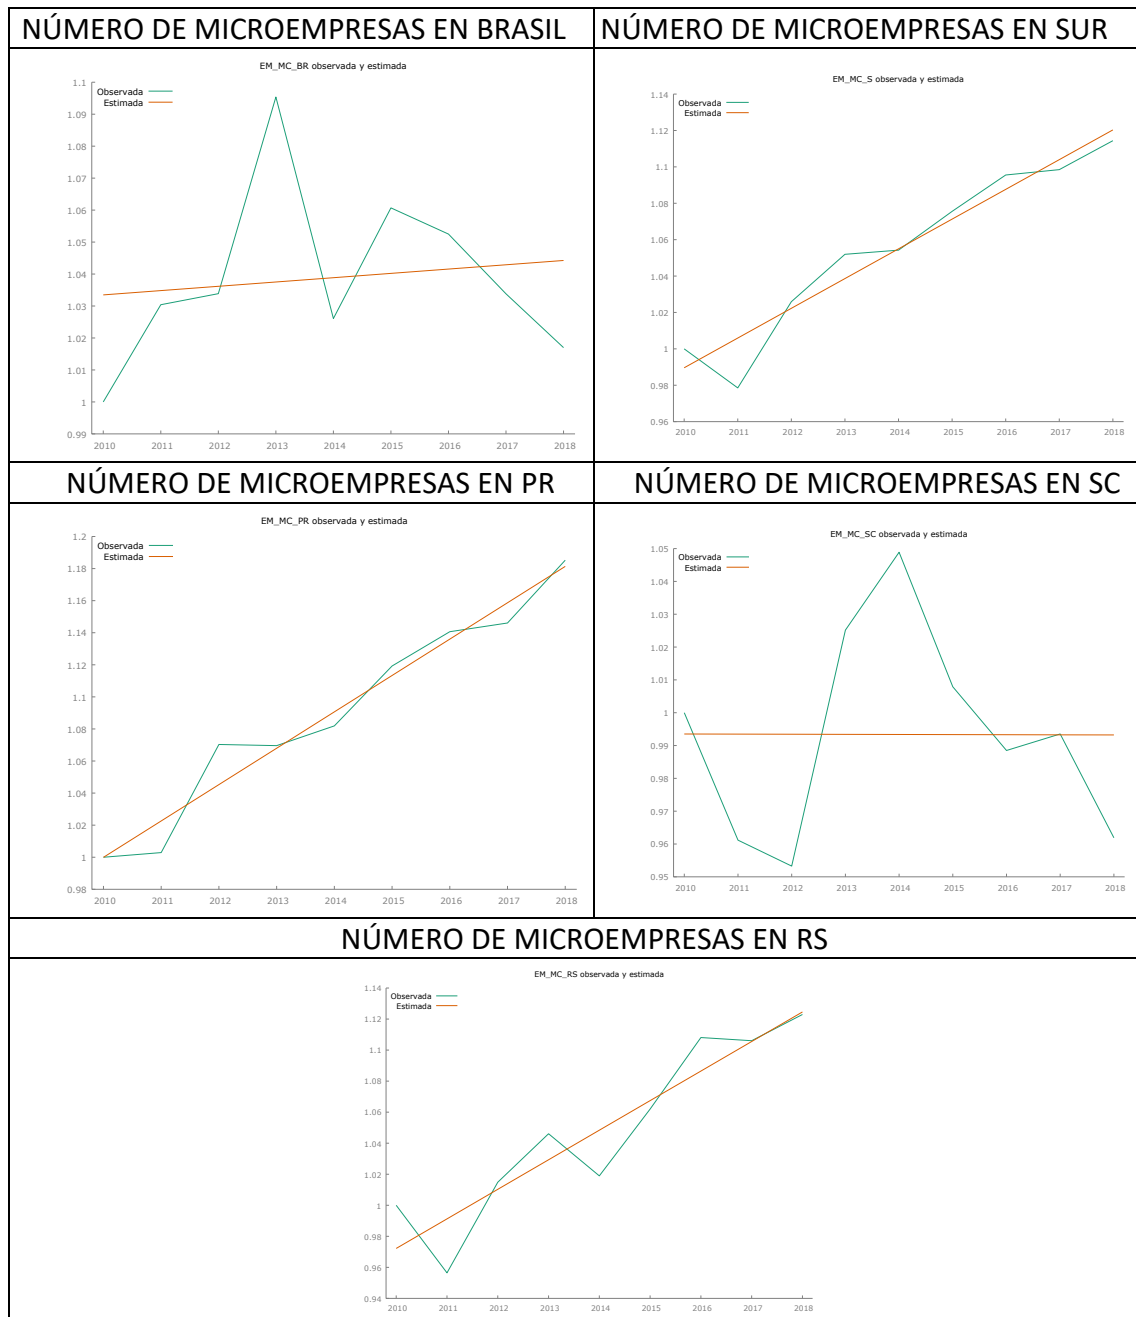 NÚMERO DE MICROEMPRESAS EN BRASIL
NÚMERO DE MICROEMPRESAS EN SUR
EM_MC_BR observada y estimada
Observada
Estimada
1.1
1.09
1.08
1.07
1.06
1.05
1.04
1.03
1.02
1.01
1
0.99
2010 2011 2012 2013 2014 2015 2016 2017 2018
EM_MC_S observada y estimada
Observada
Estimada
1.14
1.12
1.1
1.08
1.06
1.04
1.02
1
0.98
0.96
2010 2011 2012 2013 2014 2015 2016 2017 2018
NÚMERO DE MICROEMPRESAS EN PR
NÚMERO DE MICROEMPRESAS EN SC
EM_MC_PR observada y estimada
Observada
Estimada
1.2
1.18
1.16
1.14
1.12
1.1
1.08
1.06
1.04
1.02
1
0.98
2010 2011 2012 2013 2014 2015 2016 2017 2018
EM_MC_SC observada y estimada
Observada
Estimada
1.05
1.04
1.03
1.02
1.01
1
0.99
0.98
0.97
0.96
0.95
2010 2011 2012 2013 2014 2015 2016 2017 2018
NÚMERO DE MICROEMPRESAS EN RS
EM_MC_RS observada y estimada
Observada
Estimada
1.14
1.12
1.1
1.08
1.06
1.04
1.02
1
0.98
0.96
0.94
2010 2011 2012 2013 2014 2015 2016 2017 2018